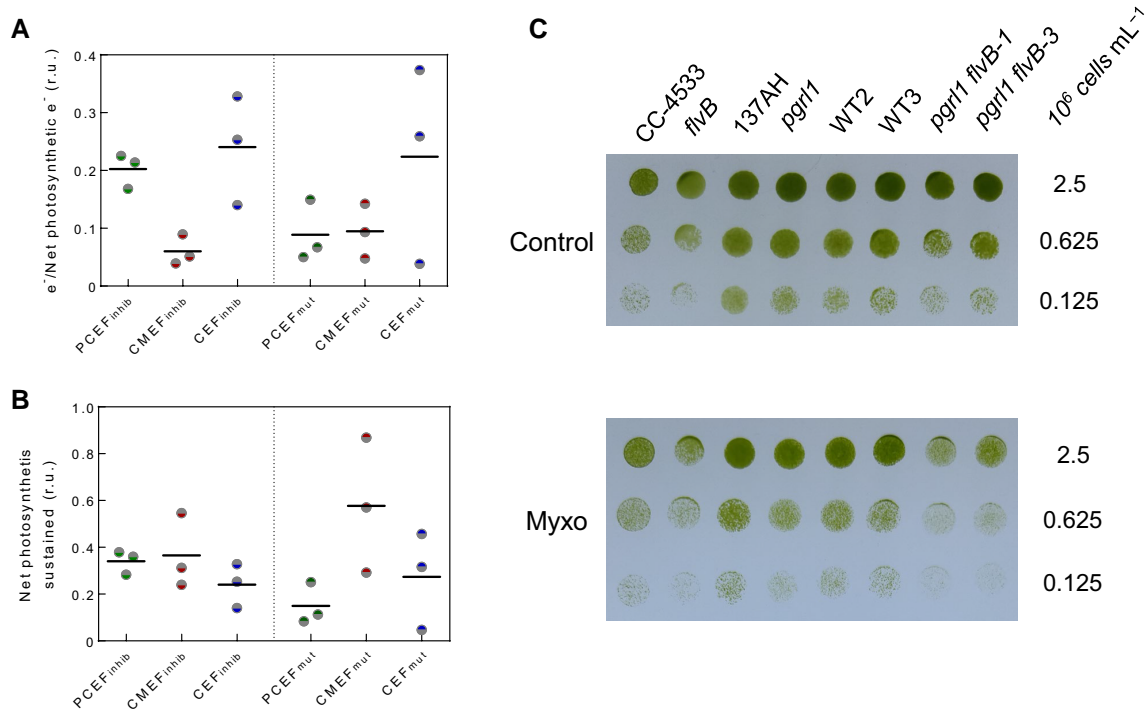 A
e⁻/Net photosynthetic e⁻ (r.u.)
0.4
0.3
0.2
0.1
0
PCEFinhib
CMEFinhib
CEFinhib
PCEFmut
CMEFmut
CEFmut
B
Net photosynthetis
sustained (r.u.)
1.0
0.8
0.6
0.4
0.2
0
PCEFinhib
CMEFinhib
CEFinhib
PCEFmut
CMEFmut
CEFmut
C
CC-4533
flvB
137AH
pgrl1
WT2
WT3
pgrl1 flvB-1
pgrl1 flvB-3
10⁶ cells mL⁻¹
Control
2.5
0.625
0.125
Myxo
2.5
0.625
0.125